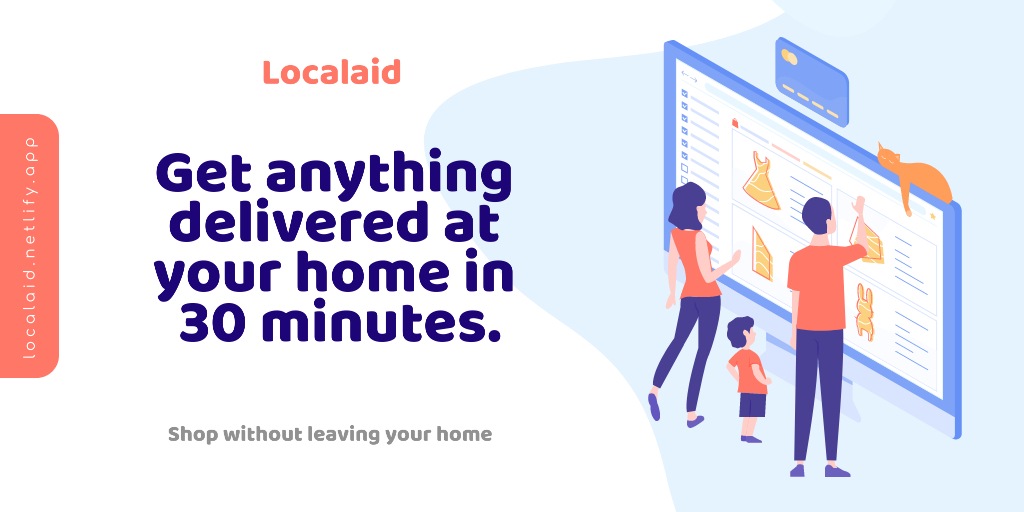 Localaid
localaid.netlify.app
Get anything
delivered at
your home in
30 minutes.
Shop without leaving your home